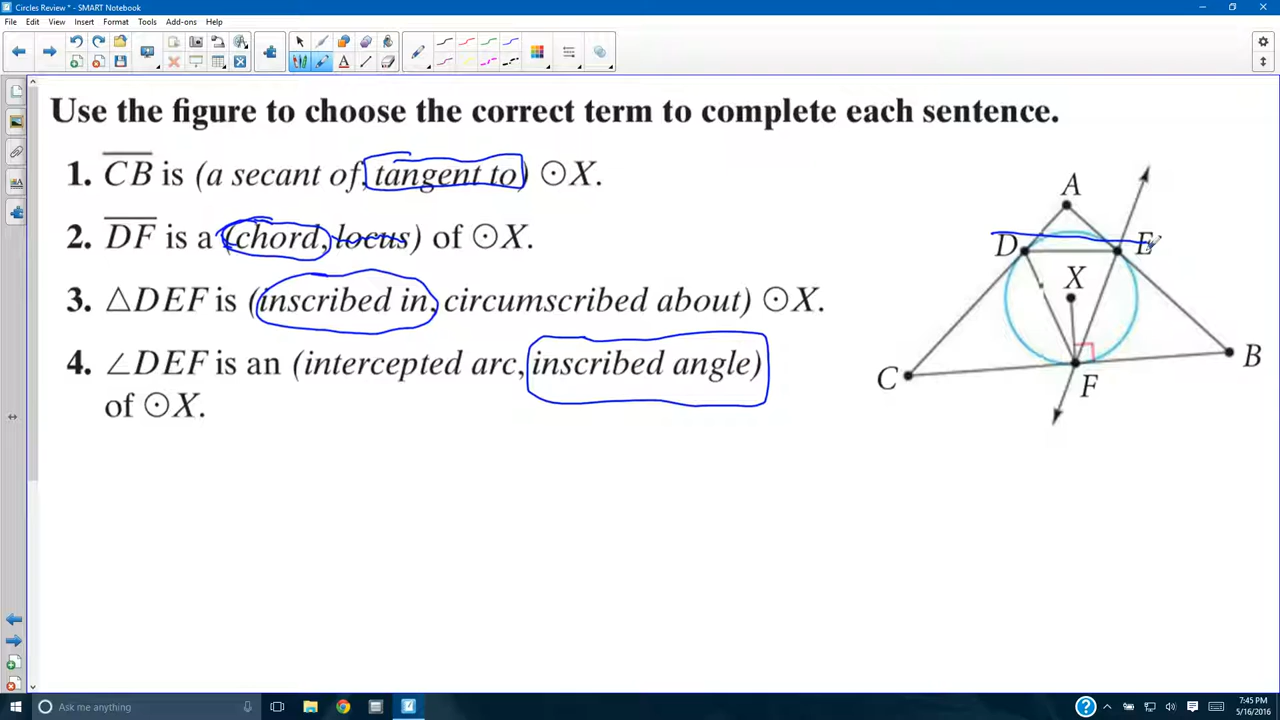 Circles Review * - SMART Notebook
File Edit View Insert Format Tools Add-ons Help
Use the figure to choose the correct term to complete each sentence.
1. CB is (a secant of, tangent to) ⊙X.
2. DF is a (chord, locus) of ⊙X.
3. △DEF is (inscribed in, circumscribed about) ⊙X.
4. ∠DEF is an (intercepted arc, inscribed angle)
of ⊙X.
A
D
E
X
B
C
F
Ask me anything
7:45 PM
5/16/2016